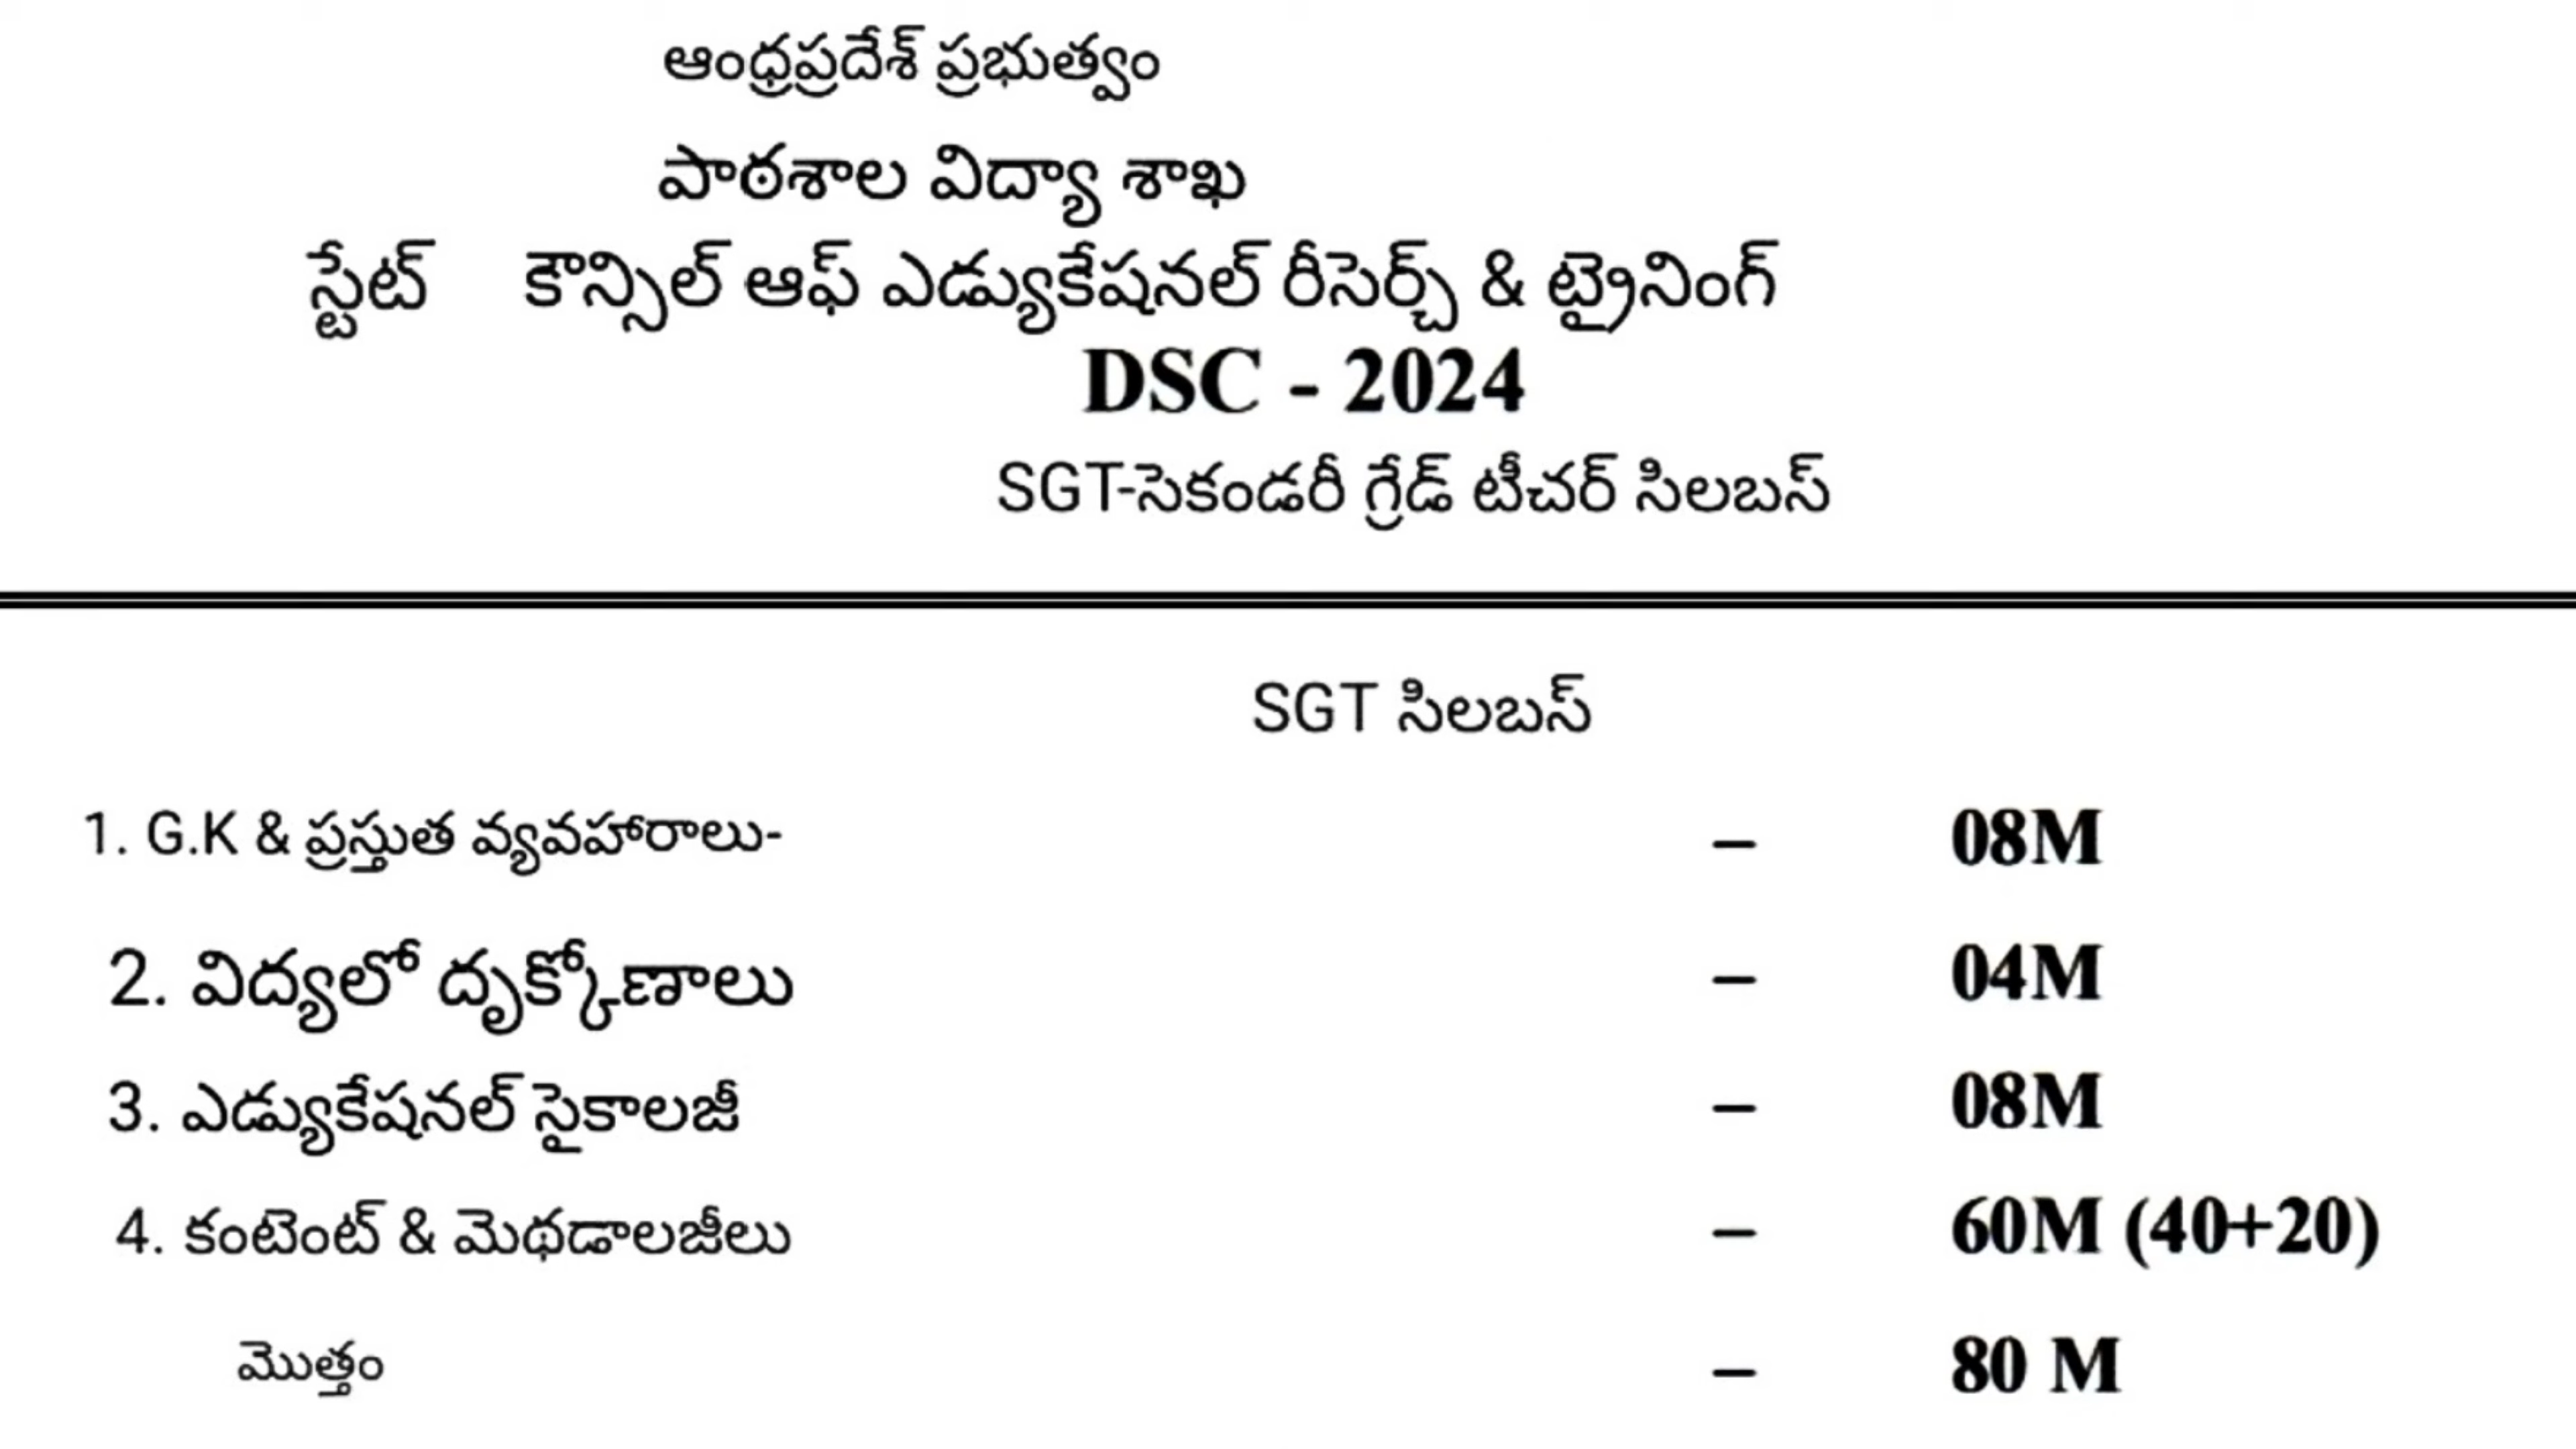 ఆంధ్రప్రదేశ్ ప్రభుత్వం
పాఠశాల విద్యా శాఖ
స్టేట్ కౌన్సిల్ ఆఫ్ ఎడ్యుకేషనల్ రీసెర్చ్ & ట్రైనింగ్
DSC - 2024
SGT-సెకండరీ గ్రేడ్ టీచర్ సిలబస్
SGT సిలబస్
1. G.K & ప్రస్తుత వ్యవహారాలు- – 08M
2. విద్యలో దృక్కోణాలు – 04M
3. ఎడ్యుకేషనల్ సైకాలజీ – 08M
4. కంటెంట్ & మెథడాలజీలు – 60M (40+20)
మొత్తం – 80 M